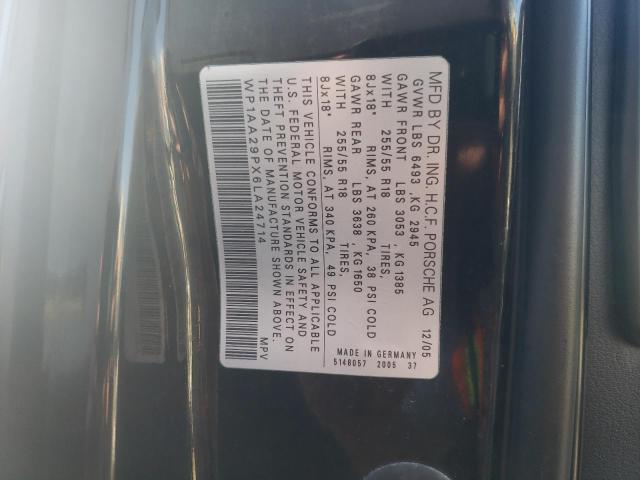 MFD BY DR. ING. H.C.F. PORSCHE AG 12/05
GVWR LBS 6493 , KG 2945
GAWR FRONT LBS 3053 , KG 1385
WITH 255/55 R18 TIRES,
8Jx18" RIMS, AT 260 KPA, 38 PSI COLD
GAWR REAR LBS 3638 , KG 1650
WITH 255/55 R18 TIRES,
8Jx18" RIMS, AT 340 KPA, 49 PSI COLD
THIS VEHICLE CONFORMS TO ALL APPLICABLE
U.S. FEDERAL MOTOR VEHICLE SAFETY AND
THEFT PREVENTION STANDARDS IN EFFECT ON
THE DATE OF MANUFACTURE SHOWN ABOVE.
WP1AA29PX6LA24714 MPV
MADE IN GERMANY
5148057 2005 37